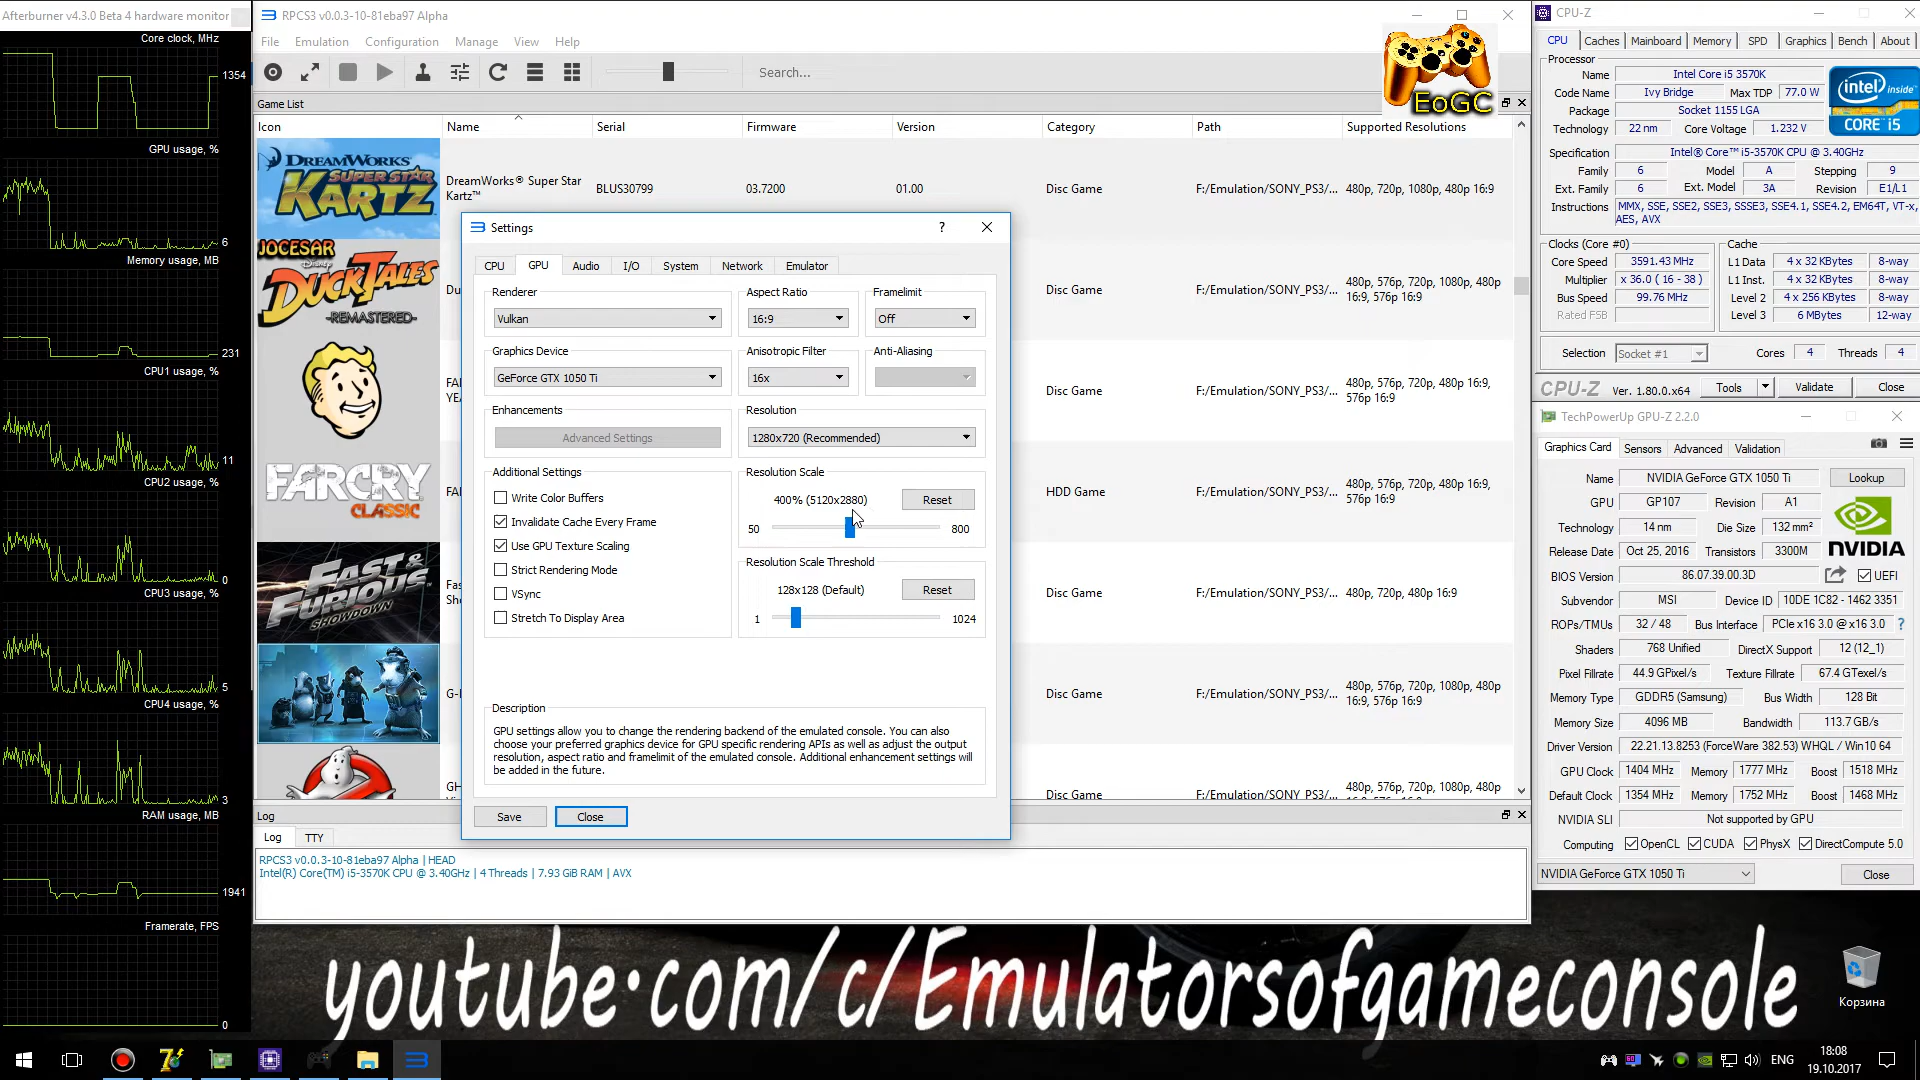 Afterburner v4.3.0 Beta 4 hardware monitor
Core clock, MHz
1354
GPU usage, %
6
Memory usage, MB
231
CPU1 usage, %
11
CPU2 usage, %
0
CPU3 usage, %
5
CPU4 usage, %
3
RAM usage, MB
1941
Framerate, FPS
0
RPCS3 v0.0.3-10-81eba97 Alpha
File Emulation Configuration Manage View Help
Search...
EoGC
Game List
Icon Name Serial Firmware Version Category Path Supported Resolutions
DREAMWORKS
SUPER STAR
KARTZ
DreamWorks® Super Star
Kartz™
BLUS30799 03.7200 01.00 Disc Game F:/Emulation/SONY_PS3/... 480p, 720p, 1080p, 480p 16:9
JOCESAR
Disney
DUCKTALES
-REMASTERED-
Du
Disc Game F:/Emulation/SONY_PS3/... 480p, 576p, 720p, 1080p, 480p
16:9, 576p 16:9
FA
YE
Disc Game F:/Emulation/SONY_PS3/... 480p, 576p, 720p, 480p 16:9,
576p 16:9
FARCRY
CLASSIC
FA
HDD Game F:/Emulation/SONY_PS3/... 480p, 576p, 720p, 480p 16:9,
576p 16:9
FAST &
FURIOUS
SHOWDOWN
Fas
Sho
Disc Game F:/Emulation/SONY_PS3/... 480p, 720p, 480p 16:9
G-
Disc Game F:/Emulation/SONY_PS3/... 480p, 576p, 720p, 1080p, 480p
16:9, 576p 16:9
GH
Disc Game F:/Emulation/SONY_PS3/... 480p, 576p, 720p, 1080p, 480p
Settings
?
CPU GPU Audio I/O System Network Emulator
Renderer
Vulkan
Aspect Ratio
16:9
Framelimit
Off
Graphics Device
GeForce GTX 1050 Ti
Anisotropic Filter
16x
Anti-Aliasing
Enhancements
Advanced Settings
Resolution
1280x720 (Recommended)
Additional Settings
Write Color Buffers
Invalidate Cache Every Frame
Use GPU Texture Scaling
Strict Rendering Mode
VSync
Stretch To Display Area
Resolution Scale
400% (5120x2880)
Reset
50 800
Resolution Scale Threshold
128x128 (Default)
Reset
1 1024
Description
GPU settings allow you to change the rendering backend of the emulated console. You can also
choose your preferred graphics device for GPU specific rendering APIs as well as adjust the output
resolution, aspect ratio and framelimit of the emulated console. Additional enhancement settings will
be added in the future.
Save Close
Log
Log TTY
RPCS3 v0.0.3-10-81eba97 Alpha | HEAD
Intel(R) Core(TM) i5-3570K CPU @ 3.40GHz | 4 Threads | 7.93 GiB RAM | AVX
CPU-Z
CPU Caches Mainboard Memory SPD Graphics Bench About
Processor
Name Intel Core i5 3570K
Code Name Ivy Bridge Max TDP 77.0 W
Package Socket 1155 LGA
Technology 22 nm Core Voltage 1.232 V
intel inside™
CORE i5
Specification Intel® Core™ i5-3570K CPU @ 3.40GHz
Family 6 Model A Stepping 9
Ext. Family 6 Ext. Model 3A Revision E1/L1
Instructions MMX, SSE, SSE2, SSE3, SSSE3, SSE4.1, SSE4.2, EM64T, VT-x,
AES, AVX
Clocks (Core #0)
Core Speed 3591.43 MHz
Multiplier x 36.0 ( 16 - 38 )
Bus Speed 99.76 MHz
Rated FSB
Cache
L1 Data 4 x 32 KBytes 8-way
L1 Inst. 4 x 32 KBytes 8-way
Level 2 4 x 256 KBytes 8-way
Level 3 6 MBytes 12-way
Selection Socket #1 Cores 4 Threads 4
CPU-Z Ver. 1.80.0.x64 Tools Validate Close
TechPowerUp GPU-Z 2.2.0
Graphics Card Sensors Advanced Validation
Name NVIDIA GeForce GTX 1050 Ti Lookup
GPU GP107 Revision A1
Technology 14 nm Die Size 132 mm²
Release Date Oct 25, 2016 Transistors 3300M
NVIDIA
BIOS Version 86.07.39.00.3D UEFI
Subvendor MSI Device ID 10DE 1C82 - 1462 3351
ROPs/TMUs 32 / 48 Bus Interface PCIe x16 3.0 @ x16 3.0 ?
Shaders 768 Unified DirectX Support 12 (12_1)
Pixel Fillrate 44.9 GPixel/s Texture Fillrate 67.4 GTexel/s
Memory Type GDDR5 (Samsung) Bus Width 128 Bit
Memory Size 4096 MB Bandwidth 113.7 GB/s
Driver Version 22.21.13.8253 (ForceWare 382.53) WHQL / Win10 64
GPU Clock 1404 MHz Memory 1777 MHz Boost 1518 MHz
Default Clock 1354 MHz Memory 1752 MHz Boost 1468 MHz
NVIDIA SLI Not supported by GPU
Computing OpenCL CUDA PhysX DirectCompute 5.0
NVIDIA GeForce GTX 1050 Ti Close
youtube.com/c/Emulatorsofgameconsole
Корзина
ENG
18:08
19.10.2017